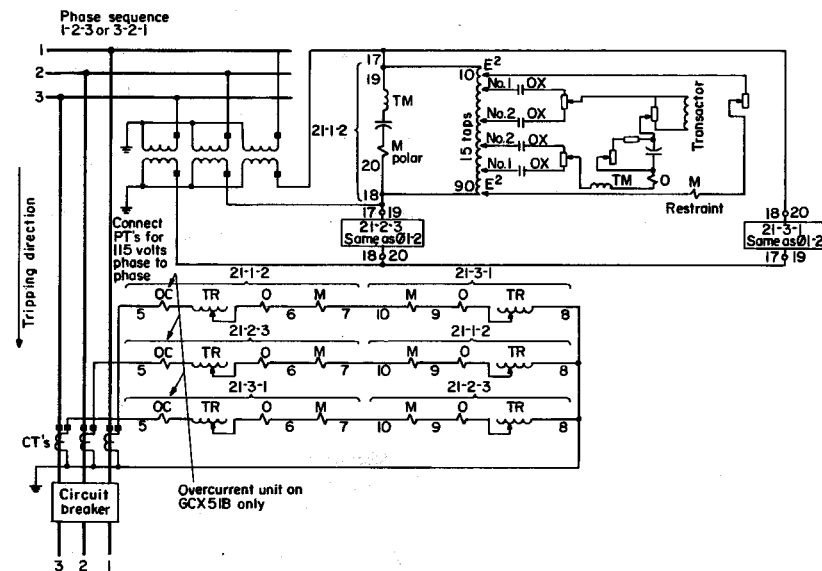 Phase sequence
1-2-3 or 3-2-1
1
2
3
17
19
TM
21-1-2
M
polar
20
18
E²
10
15 taps
90 E²
No.1 OX
No.2 OX
No.2 OX
No.1 OX
Transactor
TM
O
M
Restraint
17 19
21-2-3
Same as Ø1-2
18 20
18 20
21-3-1
Same as Ø1-2
17 19
Connect
PT's for
115 volts
phase to
phase
Tripping direction
21-1-2 21-3-1
OC TR O M M O TR
5 6 7 10 9 8
21-2-3 21-1-2
OC TR O M M O TR
5 6 7 10 9 8
21-3-1 21-2-3
OC TR O M M O TR
5 6 7 10 9 8
CT's
Overcurrent unit on
GCX51B only
Circuit
breaker
3 2 1